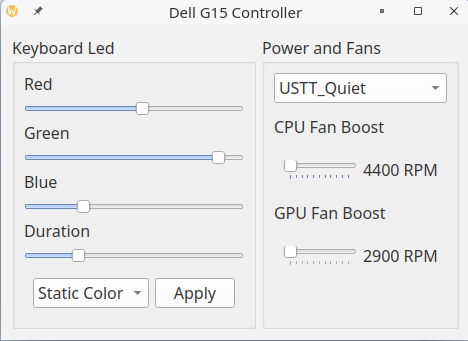 Dell G15 Controller
Keyboard Led
Red
Green
Blue
Duration
Static Color
Apply
Power and Fans
USTT_Quiet
CPU Fan Boost
4400 RPM
GPU Fan Boost
2900 RPM